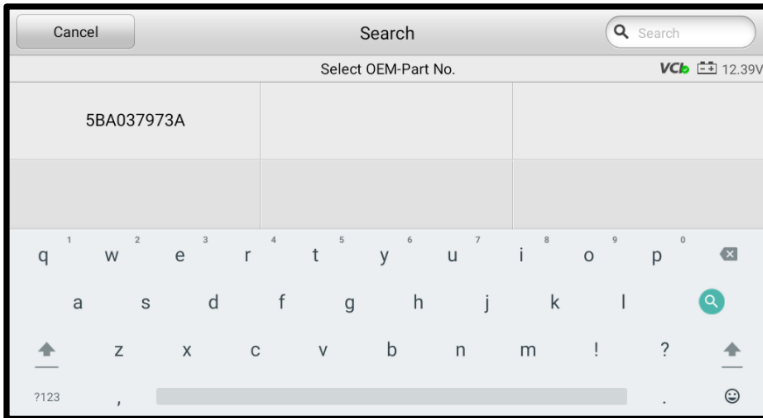 Cancel Search Search
Select OEM-Part No. VCI 12.39V
5BA037973A
q 1 w 2 e 3 r 4 t 5 y 6 u 7 i 8 o 9 p 0
a s d f g h j k l
z x c v b n m ! ?
?123 , .